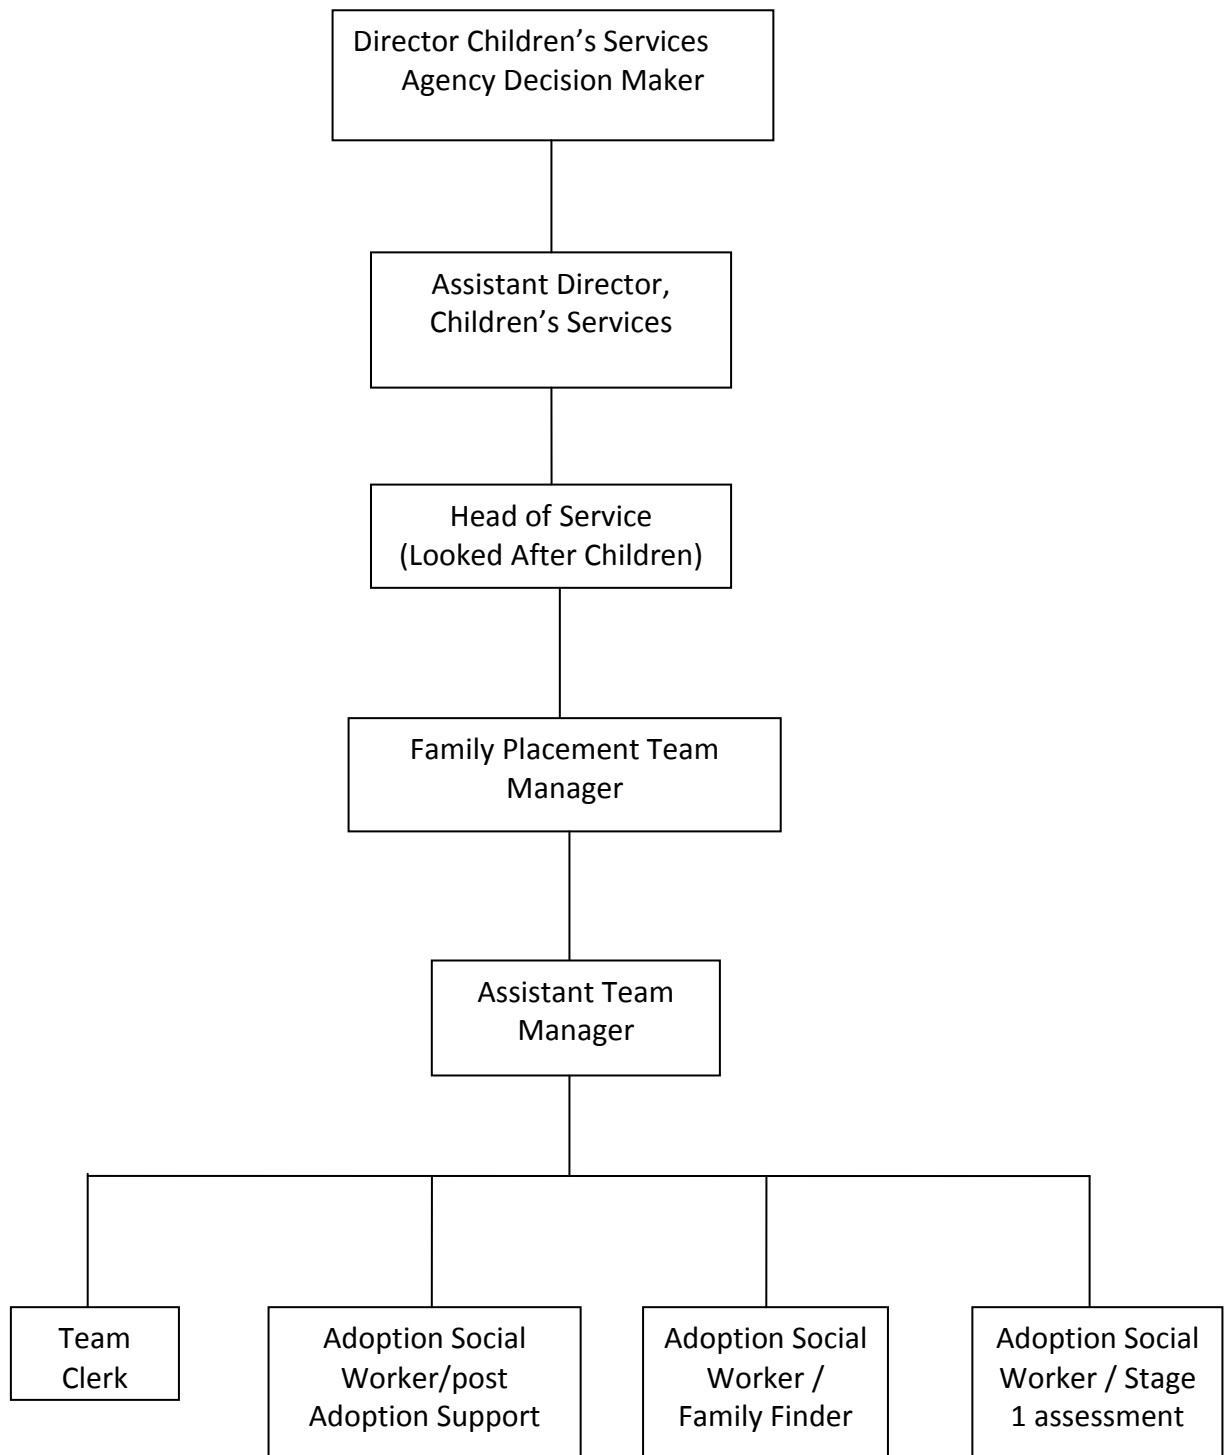 Director Children’s Services
Agency Decision Maker
Assistant Director,
Children’s Services
Head of Service
(Looked After Children)
Family Placement Team
Manager
Assistant Team
Manager
Team
Clerk
Adoption Social
Worker/post
Adoption Support
Adoption Social
Worker /
Family Finder
Adoption Social
Worker / Stage
1 assessment